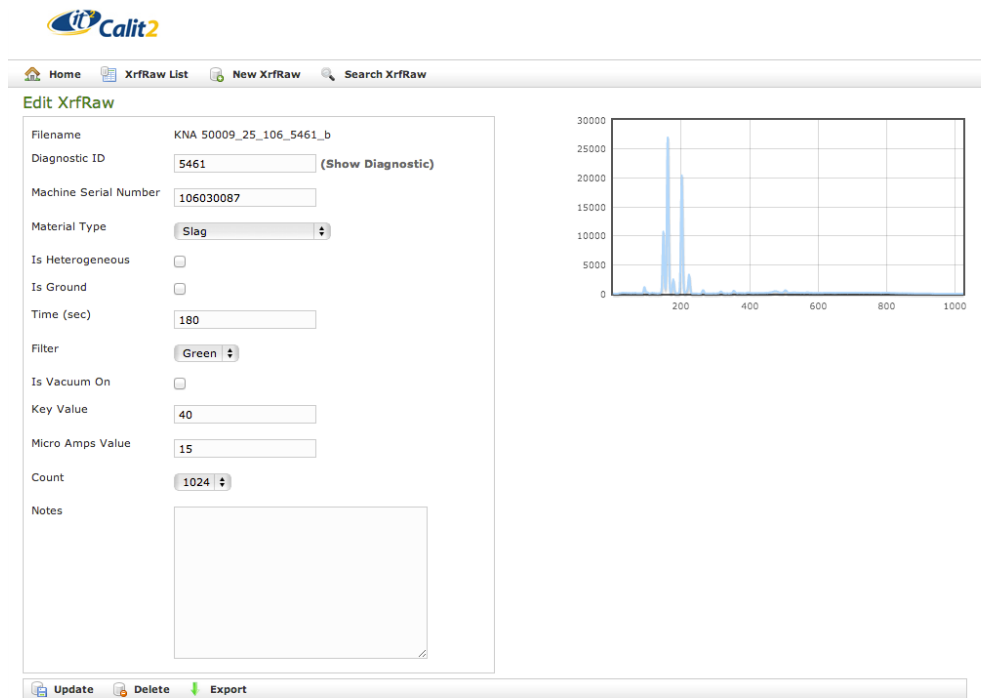 it² Calit2
Home XrfRaw List New XrfRaw Search XrfRaw
Edit XrfRaw
Filename KNA 50009_25_106_5461_b
Diagnostic ID 5461 (Show Diagnostic)
Machine Serial Number 106030087
Material Type Slag
Is Heterogeneous
Is Ground
Time (sec) 180
Filter Green
Is Vacuum On
Key Value 40
Micro Amps Value 15
Count 1024
Notes
30000
25000
20000
15000
10000
5000
0
200 400 600 800 1000
Update Delete Export